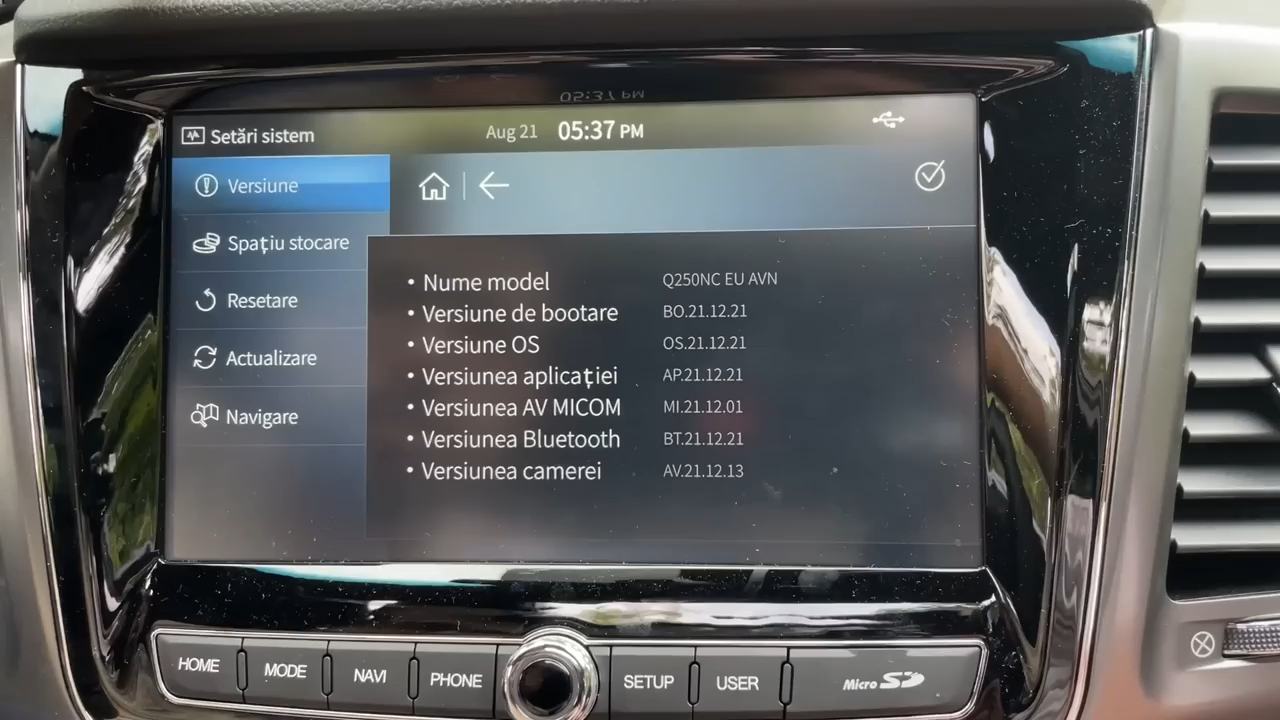 Setări sistem
Aug 21 05:37 PM
Versiune
Spațiu stocare
Resetare
Actualizare
Navigare
• Nume model Q250NC EU AVN
• Versiune de bootare BO.21.12.21
• Versiune OS OS.21.12.21
• Versiunea aplicației AP.21.12.21
• Versiunea AV MICOM MI.21.12.01
• Versiunea Bluetooth BT.21.12.21
• Versiunea camerei AV.21.12.13
HOME MODE NAVI PHONE SETUP USER Micro SD